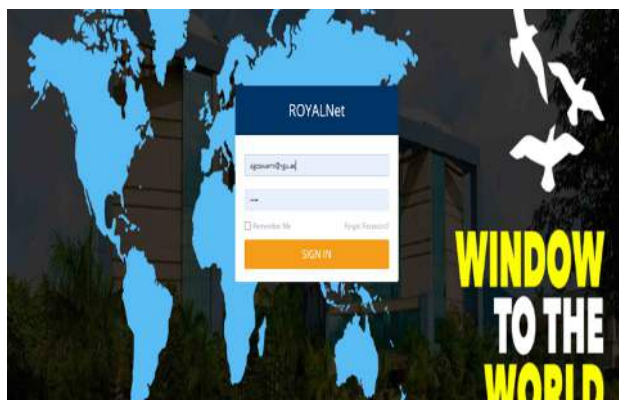 ROYALNet
Remember Me
Forgot Password?
SIGN IN
WINDOW
TO THE
WORLD